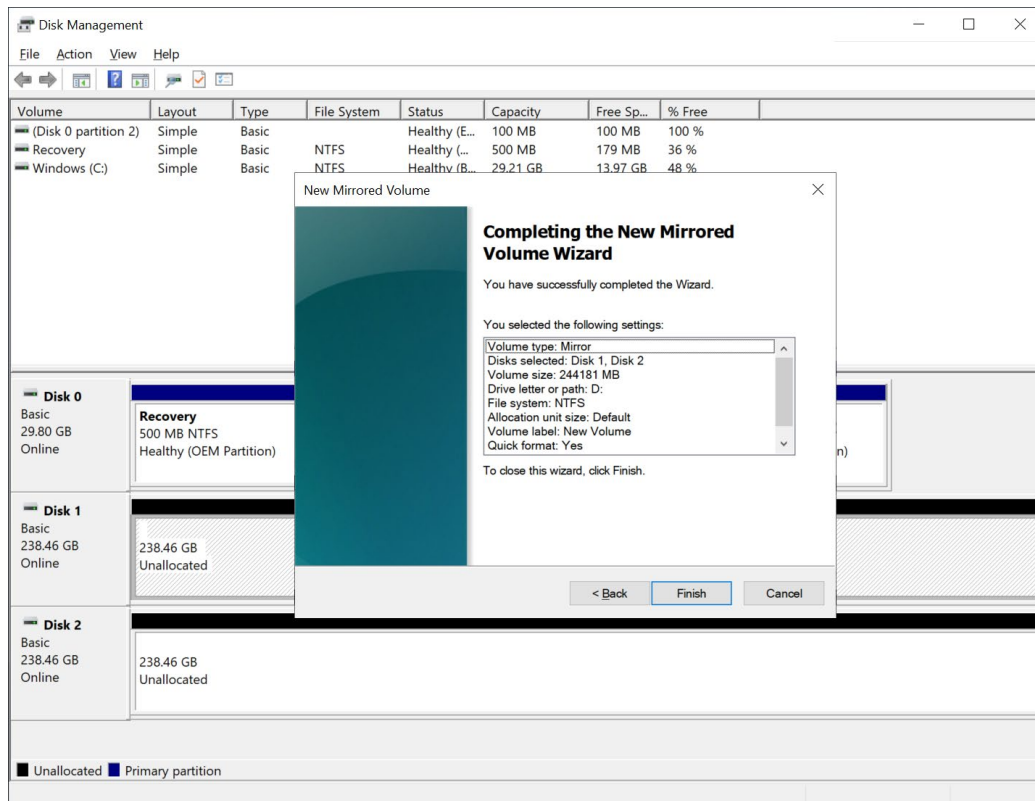 Disk Management
File Action View Help
Volume Layout Type File System Status Capacity Free Sp... % Free
(Disk 0 partition 2) Simple Basic Healthy (E... 100 MB 100 MB 100 %
Recovery Simple Basic NTFS Healthy (... 500 MB 179 MB 36 %
Windows (C:) Simple Basic NTFS Healthy (B... 29.21 GB 13.97 GB 48 %
New Mirrored Volume
Completing the New Mirrored
Volume Wizard
You have successfully completed the Wizard.
You selected the following settings:
Volume type: Mirror
Disks selected: Disk 1, Disk 2
Volume size: 244181 MB
Drive letter or path: D:
File system: NTFS
Allocation unit size: Default
Volume label: New Volume
Quick format: Yes
To close this wizard, click Finish.
< Back Finish Cancel
Disk 0
Basic
29.80 GB
Online
Recovery
500 MB NTFS
Healthy (OEM Partition)
n)
Disk 1
Basic
238.46 GB
Online
238.46 GB
Unallocated
Disk 2
Basic
238.46 GB
Online
238.46 GB
Unallocated
Unallocated Primary partition